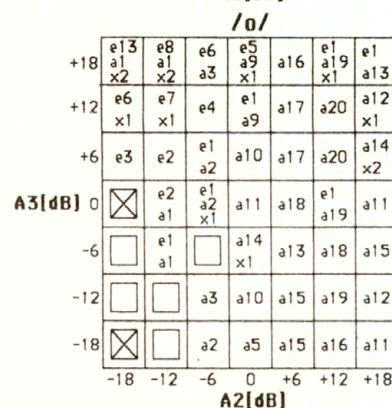 /o/
e13 e8 e6 e5 a16 e1 e1
a1 a1 a3 a9 a19 a13
x2 x2 x1 x1
+18
e6 e7 e4 e1 a17 a20 a12
x1 x1 a9 x1
+12
e3 e2 e1 a10 a17 a20 a14
a2 x2
+6
e2 e1 a11 a18 e1 a11
a1 a2 a19
x1
A3[dB] 0
e1 a14 a13 a18 a15
a1 x1
-6
-12 a3 a10 a15 a19 a12
-18 a2 a5 a15 a16 a11
-18 -12 -6 0 +6 +12 +18
A2[dB]